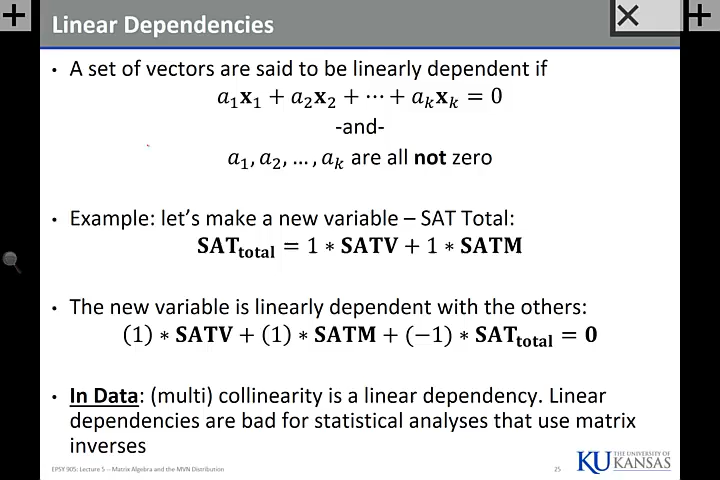 Linear Dependencies
• A set of vectors are said to be linearly dependent if
a₁x₁ + a₂x₂ + ⋯ + aₖxₖ = 0
-and-
a₁, a₂, …, aₖ are all not zero
• Example: let's make a new variable – SAT Total:
SATtotal = 1 ∗ SATV + 1 ∗ SATM
• The new variable is linearly dependent with the others:
(1) ∗ SATV + (1) ∗ SATM + (−1) ∗ SATtotal = 0
• In Data: (multi) collinearity is a linear dependency. Linear
dependencies are bad for statistical analyses that use matrix
inverses
EPSY 905: Lecture 5 -- Matrix Algebra and the MVN Distribution
25
KU THE UNIVERSITY OF
KANSAS